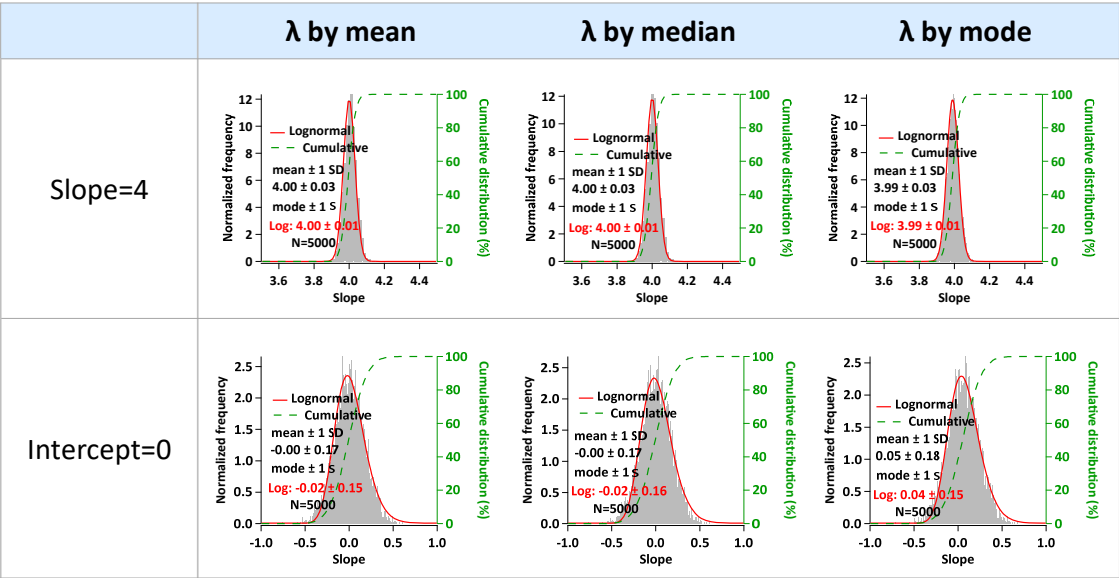 λ by mean
λ by median
λ by mode
Slope=4
Normalized frequency
12
10
8
6
4
2
0
Lognormal
Cumulative
mean ± 1 SD
4.00 ± 0.03
mode ± 1 S
Log: 4.00 ± 0.01
N=5000
100
80
60
40
20
0
Cumulative distribution (%)
3.6 3.8 4.0 4.2 4.4
Slope
Normalized frequency
12
10
8
6
4
2
0
Lognormal
Cumulative
mean ± 1 SD
4.00 ± 0.03
mode ± 1 S
Log: 4.00 ± 0.01
N=5000
100
80
60
40
20
0
Cumulative distribution (%)
3.6 3.8 4.0 4.2 4.4
Slope
Normalized frequency
12
10
8
6
4
2
0
Lognormal
Cumulative
mean ± 1 SD
3.99 ± 0.03
mode ± 1 S
Log: 3.99 ± 0.01
N=5000
100
80
60
40
20
0
Cumulative distribution (%)
3.6 3.8 4.0 4.2 4.4
Slope
Intercept=0
Normalized frequency
2.5
2.0
1.5
1.0
0.5
0.0
Lognormal
Cumulative
mean ± 1 SD
-0.00 ± 0.17
mode ± 1 S
Log: -0.02 ± 0.15
N=5000
100
80
60
40
20
0
Cumulative distribution (%)
-1.0 -0.5 0.0 0.5 1.0
Slope
Normalized frequency
2.5
2.0
1.5
1.0
0.5
0.0
Lognormal
Cumulative
mean ± 1 SD
-0.00 ± 0.17
mode ± 1 S
Log: -0.02 ± 0.16
N=5000
100
80
60
40
20
0
Cumulative distribution (%)
-1.0 -0.5 0.0 0.5 1.0
Slope
Normalized frequency
2.5
2.0
1.5
1.0
0.5
0.0
Lognormal
Cumulative
mean ± 1 SD
0.05 ± 0.18
mode ± 1 S
Log: 0.04 ± 0.15
N=5000
100
80
60
40
20
0
Cumulative distribution (%)
-1.0 -0.5 0.0 0.5 1.0
Slope